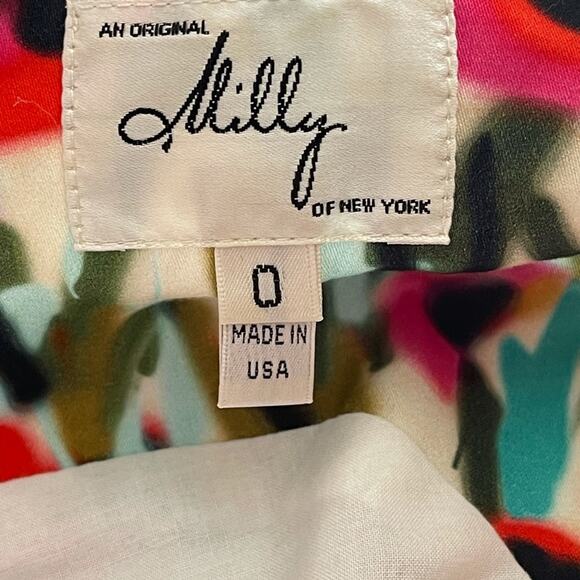 AN ORIGINAL
Milly
OF NEW YORK
0
MADE IN
USA